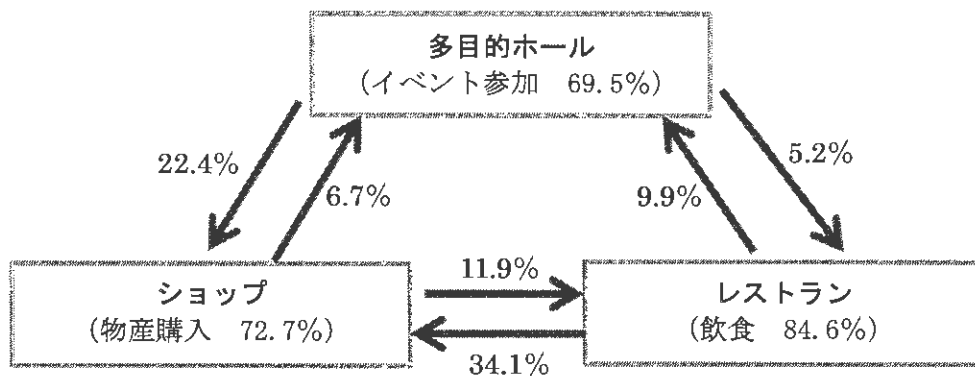 多目的ホール
(イベント参加　69.5%)
22.4%
6.7%
9.9%
5.2%
ショップ
(物産購入　72.7%)
11.9%
34.1%
レストラン
(飲食　84.6%)